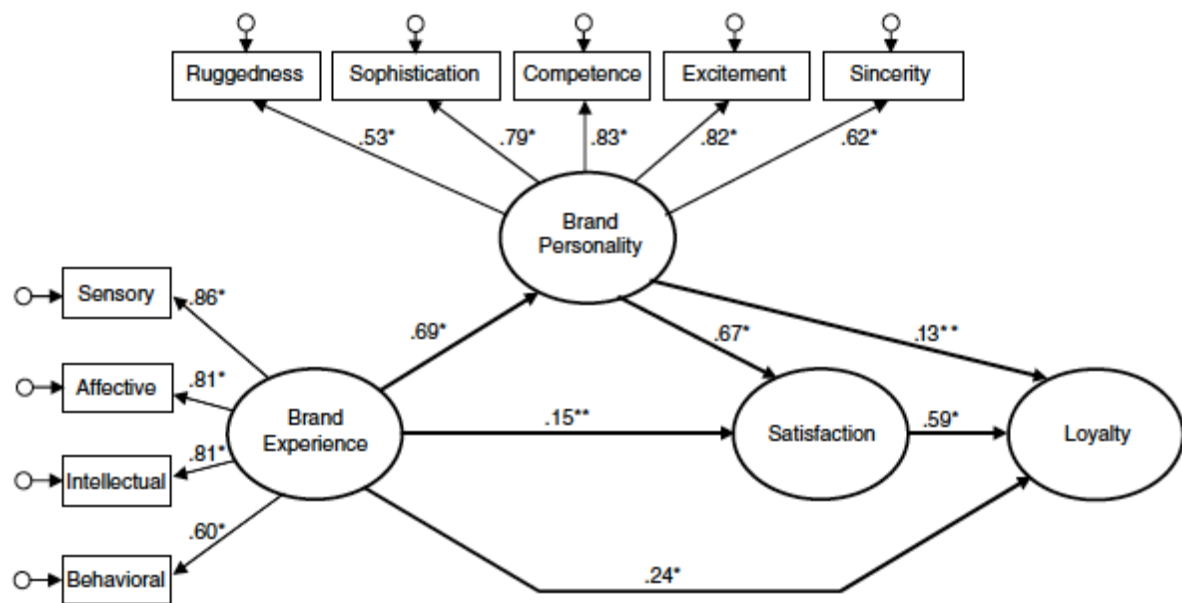 Ruggedness
Sophistication
Competence
Excitement
Sincerity
.53*
.79*
.83*
.82*
.62*
Brand
Personality
Sensory
.86*
.69*
.67*
.13**
Affective
.81*
Brand
Experience
.15**
Satisfaction
.59*
Loyalty
Intellectual
.81*
.60*
Behavioral
.24*